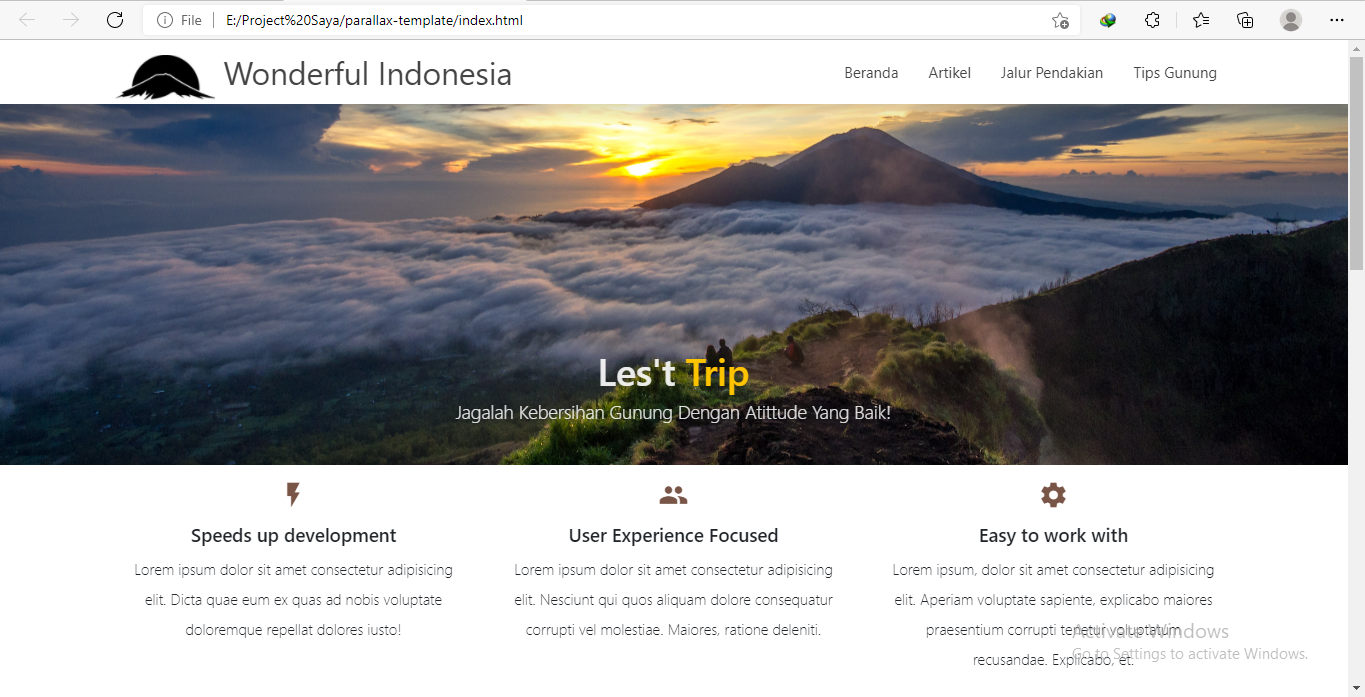 File
E:/Project%20Saya/parallax-template/index.html
Wonderful Indonesia
Beranda
Artikel
Jalur Pendakian
Tips Gunung
Les't Trip
Jagalah Kebersihan Gunung Dengan Atittude Yang Baik!
Speeds up development
Lorem ipsum dolor sit amet consectetur adipisicing
elit. Dicta quae eum ex quas ad nobis voluptate
doloremque repellat dolores iusto!
User Experience Focused
Lorem ipsum dolor sit amet consectetur adipisicing
elit. Nesciunt qui quos aliquam dolore consequatur
corrupti vel molestiae. Maiores, ratione deleniti.
Easy to work with
Lorem ipsum, dolor sit amet consectetur adipisicing
elit. Aperiam voluptate sapiente, explicabo maiores
praesentium corrupti tenetur voluptatum
recusandae. Explicabo, et.
Activate Windows
Go to Settings to activate Windows.